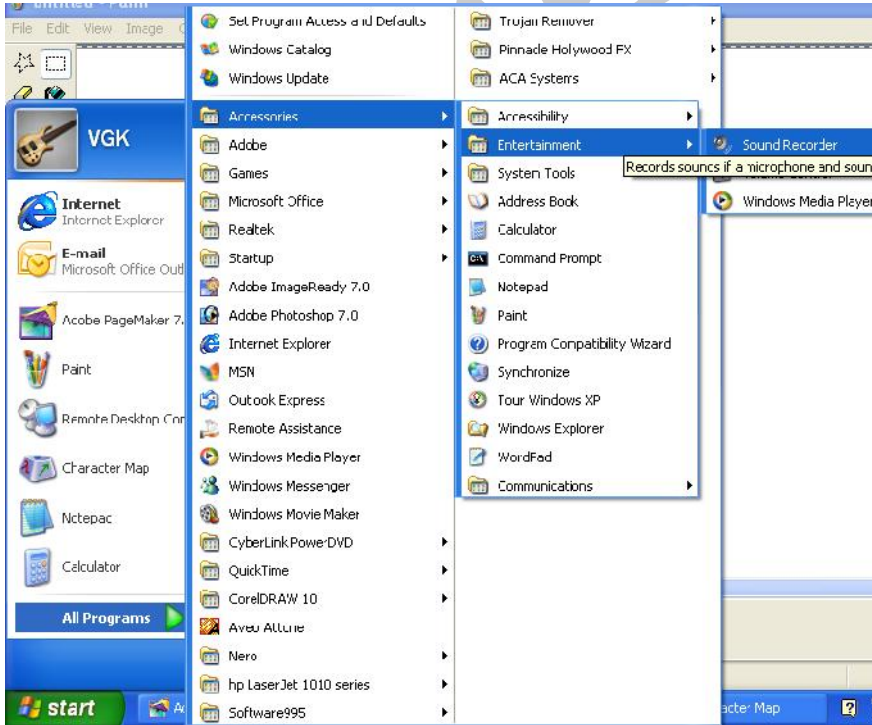 Untitled - Paint
File Edit View Image
VGK
Internet
Internet Explorer
E-mail
Microsoft Office Outl
Acobe PageMaker 7.
Paint
Remote Desktop Cor
Character Map
Nctepac
Calculator
All Programs
start
Set Program Access and Defaults
Windows Catalog
Windows Update
Accessories
Adobe
Games
Microsoft Office
Realtek
Startup
Adobe ImageReady 7.0
Adobe Photoshop 7.0
Internet Explorer
MSN
Outlook Express
Remote Assistance
Windows Media Player
Windows Messenger
Windows Movie Maker
CyberLink PowerDVD
QuickTime
CorelDRAW 10
Aveo Attune
Nero
hp LaserJet 1010 series
Software995
Trojan Remover
Pinnacle Holywood FX
ACA Systems
Accessibility
Entertainment
System Tools
Address Book
Calculator
Command Prompt
Notepad
Paint
Program Compatibility Wizard
Synchronize
Tour Windows XP
Windows Explorer
WordPad
Communications
Sound Recorder
Records sounds if a microphone and soun
Windows Media Player
acter Map